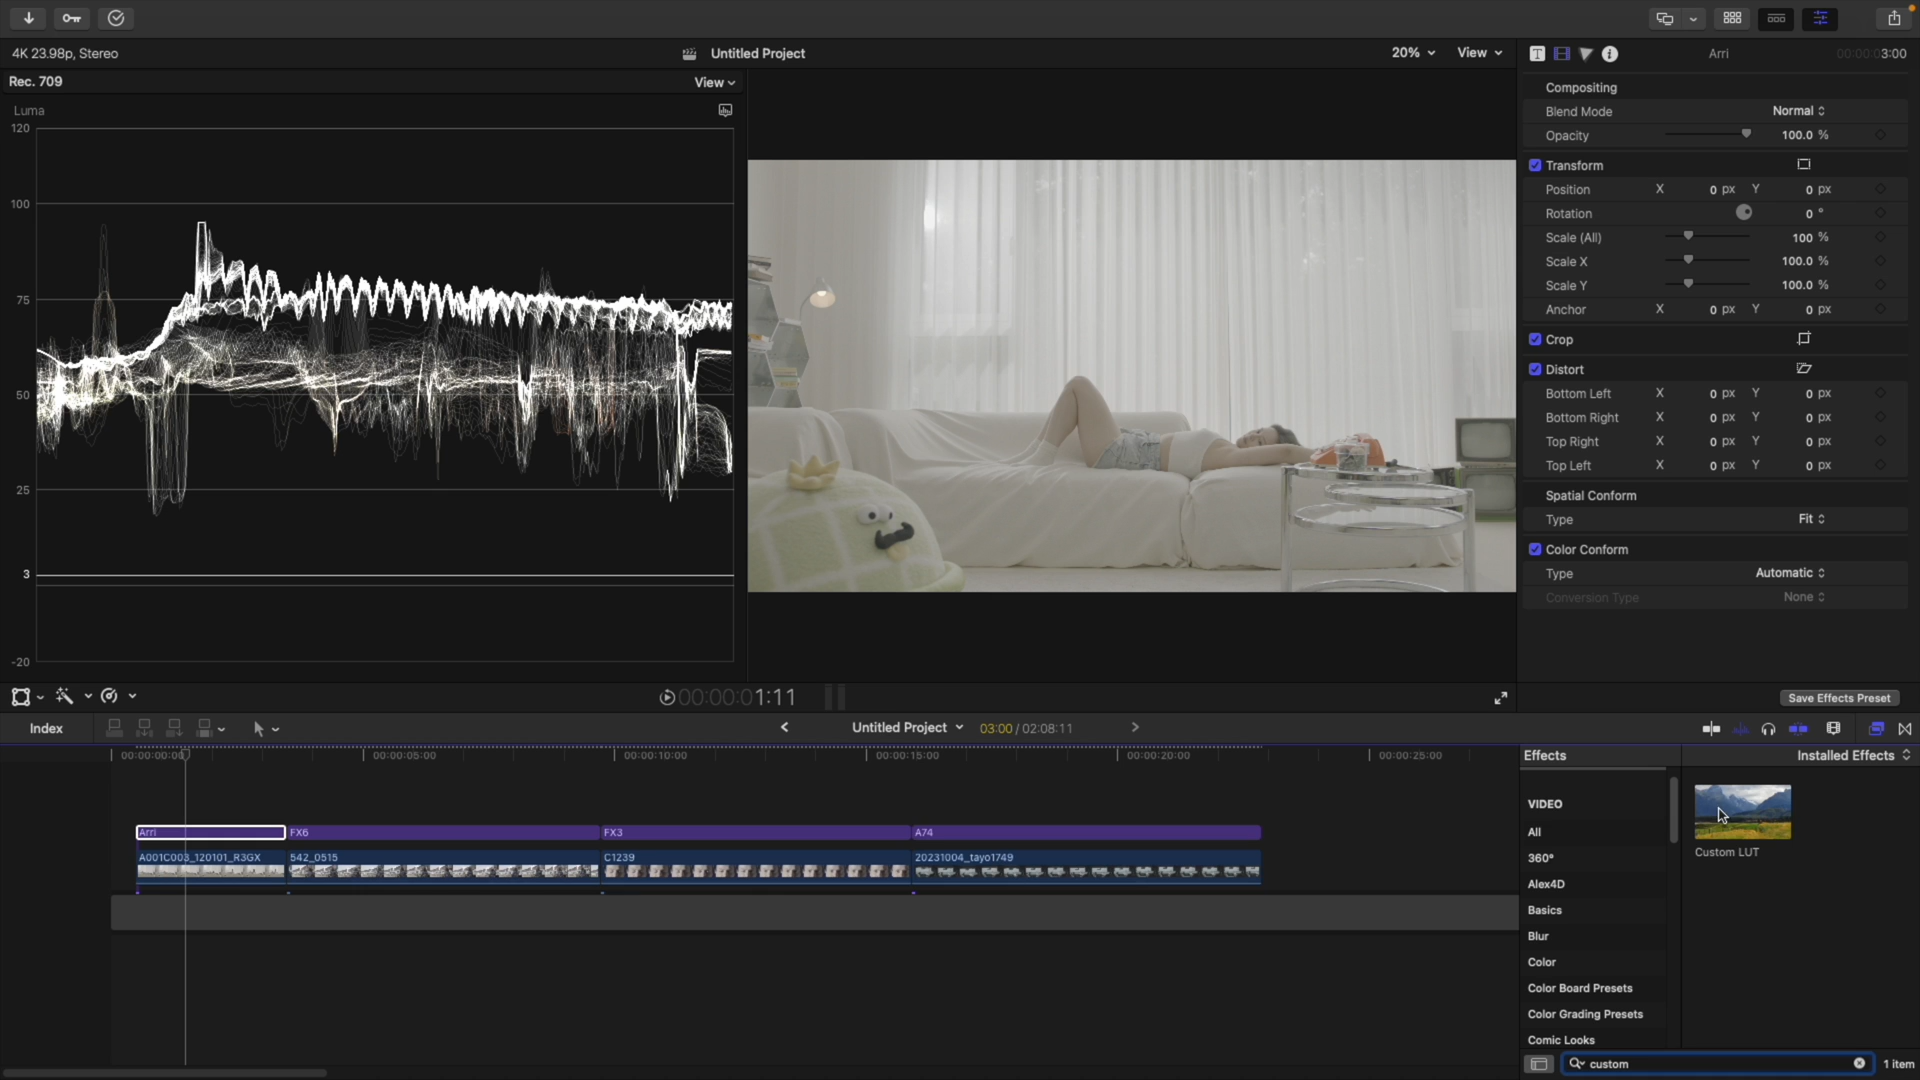 4K 23.98p, Stereo
Untitled Project
20%
View
Arri
00:00:03:00
Rec. 709
View
Luma
120
100
75
50
25
3
-20
Compositing
Blend Mode
Normal
Opacity
100.0 %
Transform
Position
X
0 px
Y
0 px
Rotation
0 °
Scale (All)
100 %
Scale X
100.0 %
Scale Y
100.0 %
Anchor
X
0 px
Y
0 px
Crop
Distort
Bottom Left
X
0 px
Y
0 px
Bottom Right
X
0 px
Y
0 px
Top Right
X
0 px
Y
0 px
Top Left
X
0 px
Y
0 px
Spatial Conform
Type
Fit
Color Conform
Type
Automatic
Conversion Type
None
Save Effects Preset
00:00:01:11
Index
Untitled Project
03:00 / 02:08:11
00:00:00:00
00:00:05:00
00:00:10:00
00:00:15:00
00:00:20:00
00:00:25:00
Arri
FX6
FX3
A74
A001C003_120101_R3GX
542_0515
C1239
20231004_tayo1749
Effects
Installed Effects
VIDEO
All
360°
Alex4D
Basics
Blur
Color
Color Board Presets
Color Grading Presets
Comic Looks
Custom LUT
custom
1 item